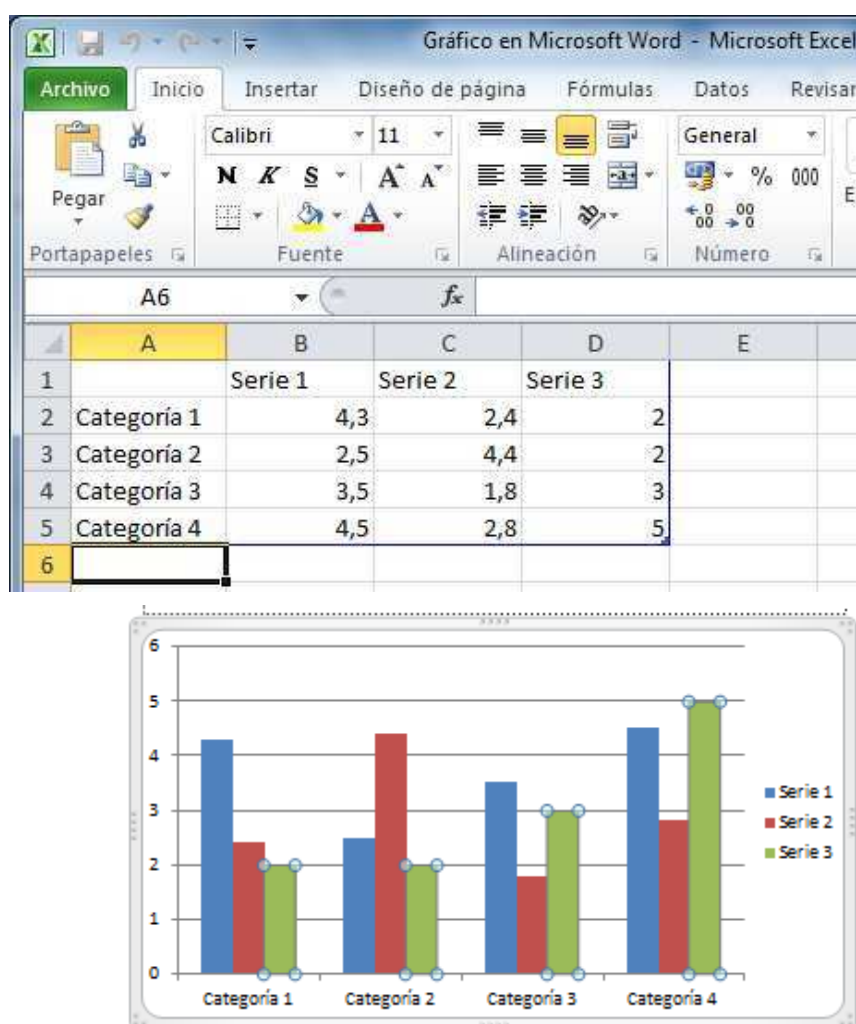 Gráfico en Microsoft Word - Microsoft Excel
Archivo Inicio Insertar Diseño de página Fórmulas Datos Revisar
Calibri 11 General
Pegar N K S A A % 000
Portapapeles Fuente Alineación Número
A6 fx
A B C D E
1 Serie 1 Serie 2 Serie 3
2 Categoría 1 4,3 2,4 2
3 Categoría 2 2,5 4,4 2
4 Categoría 3 3,5 1,8 3
5 Categoría 4 4,5 2,8 5
6
6
5
4
3
2
1
0
Categoría 1 Categoría 2 Categoría 3 Categoría 4
Serie 1
Serie 2
Serie 3